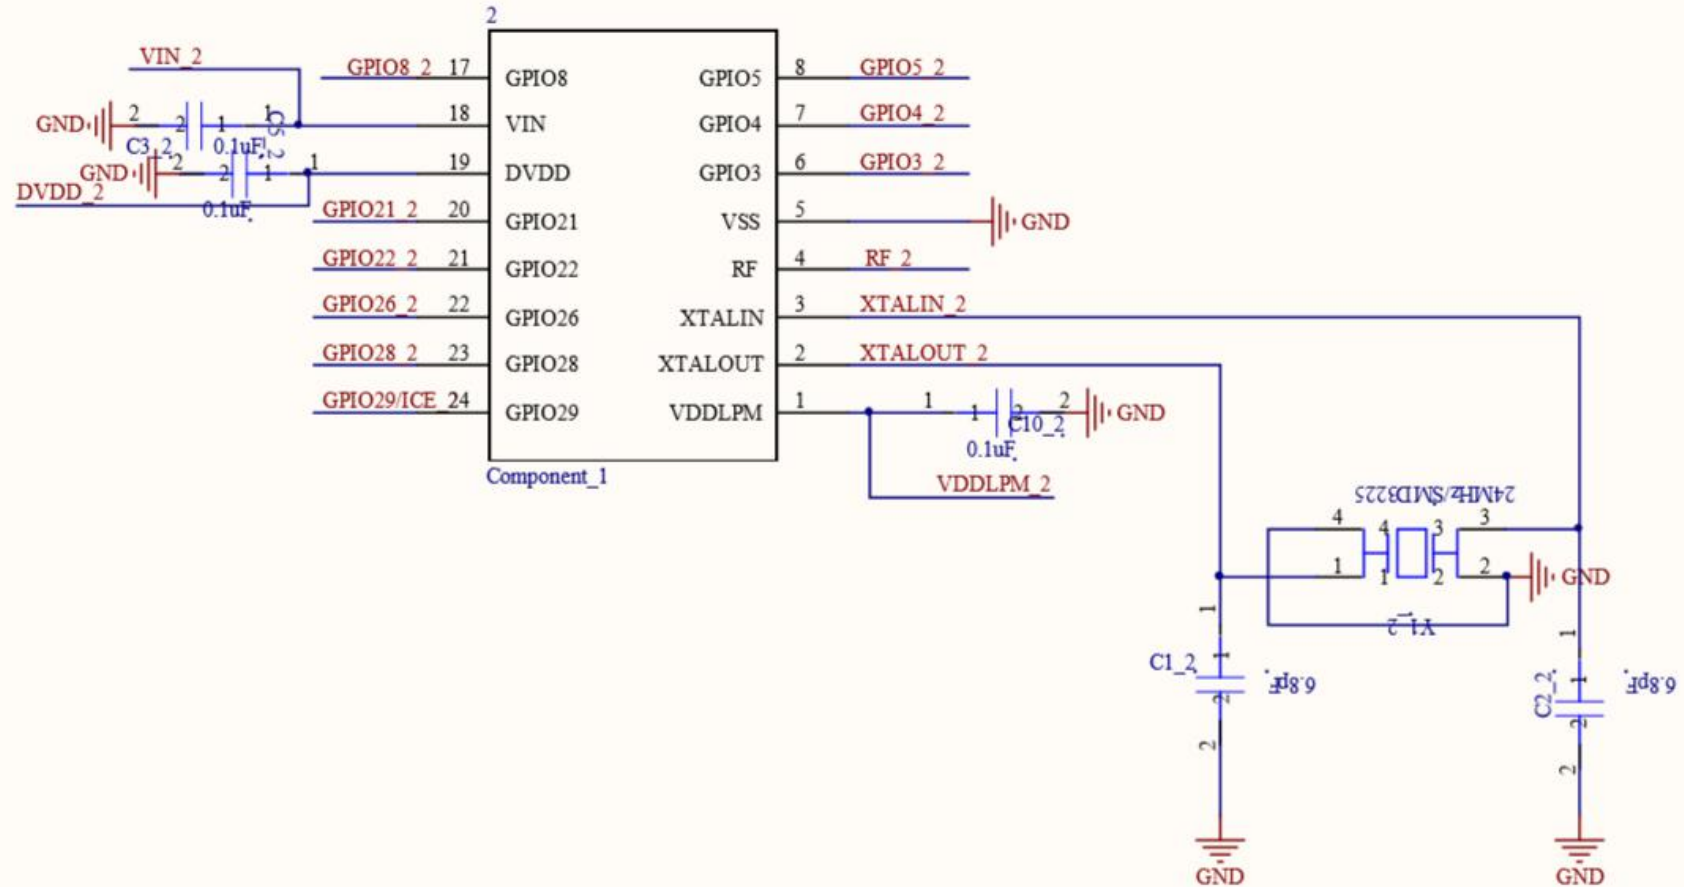 2
VIN_2
GPIO8_2 17 GPIO8 GPIO5 8 GPIO5_2
GND 2 2 1 1 18 VIN GPIO4 7 GPIO4_2
C3_2 0.1uF C5_2
GND 2 2 1 1 19 DVDD GPIO3 6 GPIO3_2
DVDD_2
0.1uF
GPIO21_2 20 GPIO21 VSS 5 GND
GPIO22_2 21 GPIO22 RF 4 RF_2
GPIO26_2 22 GPIO26 XTALIN 3 XTALIN_2
GPIO28_2 23 GPIO28 XTALOUT 2 XTALOUT_2
GPIO29/ICE_24 GPIO29 VDDLPM 1 1 1 2 2 GND
C10_2
0.1uF
Component_1
VDDLPM_2
24MHz/SMD3225
4 4 3 3
1 1 2 2 GND
Y1_2
1 1
1 1
C1_2 6.8pF C2_2 6.8pF
2 2
2 2
GND GND